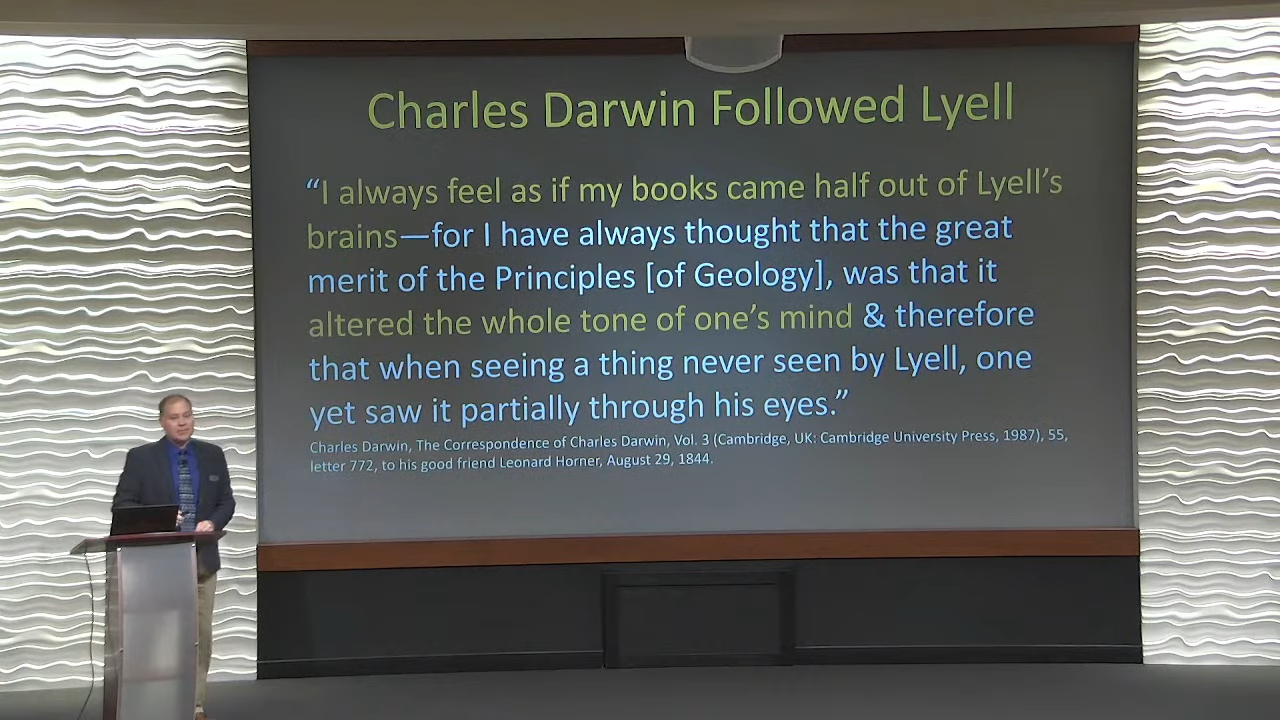 Charles Darwin Followed Lyell
“I always feel as if my books came half out of Lyell’s
brains—for I have always thought that the great
merit of the Principles [of Geology], was that it
altered the whole tone of one’s mind & therefore
that when seeing a thing never seen by Lyell, one
yet saw it partially through his eyes.”
Charles Darwin, The Correspondence of Charles Darwin, Vol. 3 (Cambridge, UK: Cambridge University Press, 1987), 55,
letter 772, to his good friend Leonard Horner, August 29, 1844.